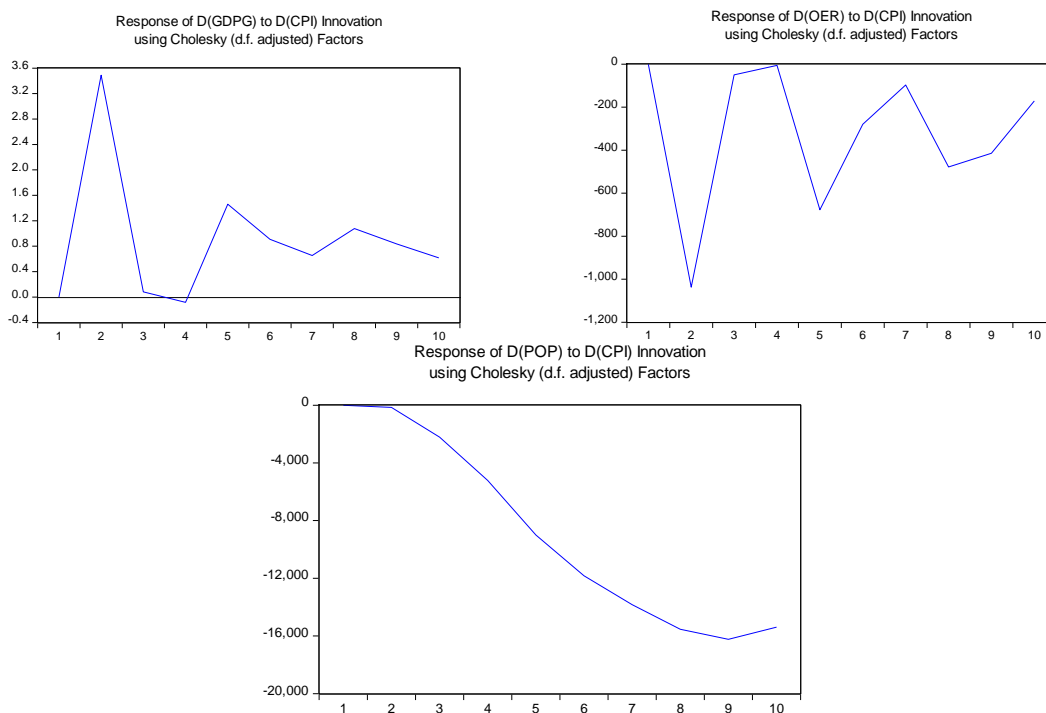 Response of D(GDPG) to D(CPI) Innovation
using Cholesky (d.f. adjusted) Factors
3.6
3.2
2.8
2.4
2.0
1.6
1.2
0.8
0.4
0.0
-0.4
1 2 3 4 5 6 7 8 9 10
Response of D(OER) to D(CPI) Innovation
using Cholesky (d.f. adjusted) Factors
0
-200
-400
-600
-800
-1,000
-1,200
1 2 3 4 5 6 7 8 9 10
Response of D(POP) to D(CPI) Innovation
using Cholesky (d.f. adjusted) Factors
0
-4,000
-8,000
-12,000
-16,000
-20,000
1 2 3 4 5 6 7 8 9 10